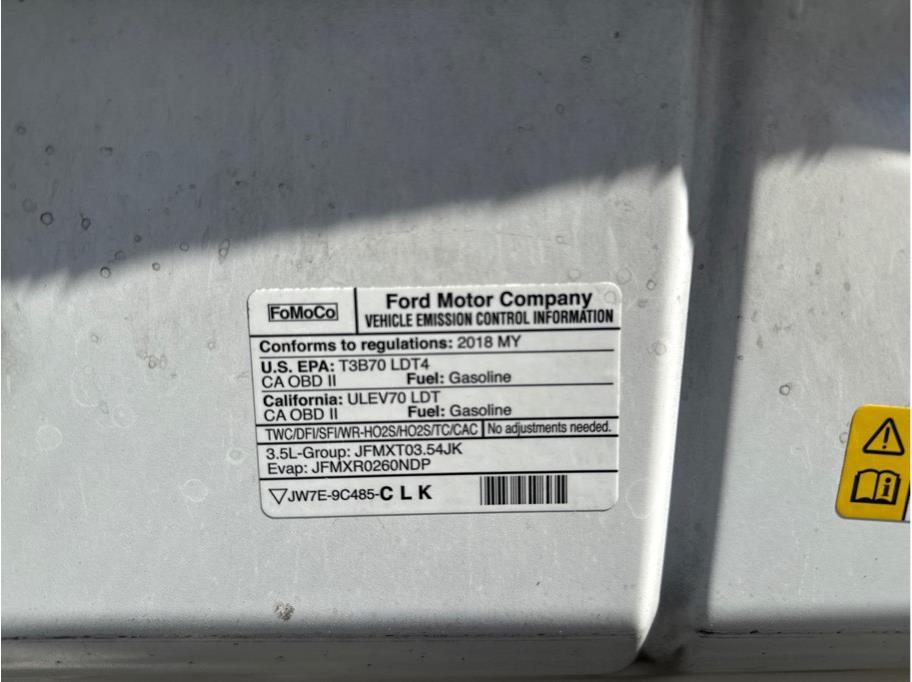 FoMoCo
Ford Motor Company
VEHICLE EMISSION CONTROL INFORMATION
Conforms to regulations: 2018 MY
U.S. EPA: T3B70 LDT4
CA OBD II Fuel: Gasoline
California: ULEV70 LDT
CA OBD II Fuel: Gasoline
TWC/DFI/SFI/WR-HO2S/HO2S/TC/CAC No adjustments needed.
3.5L-Group: JFMXT03.54JK
Evap: JFMXR0260NDP
JW7E-9C485-C L K